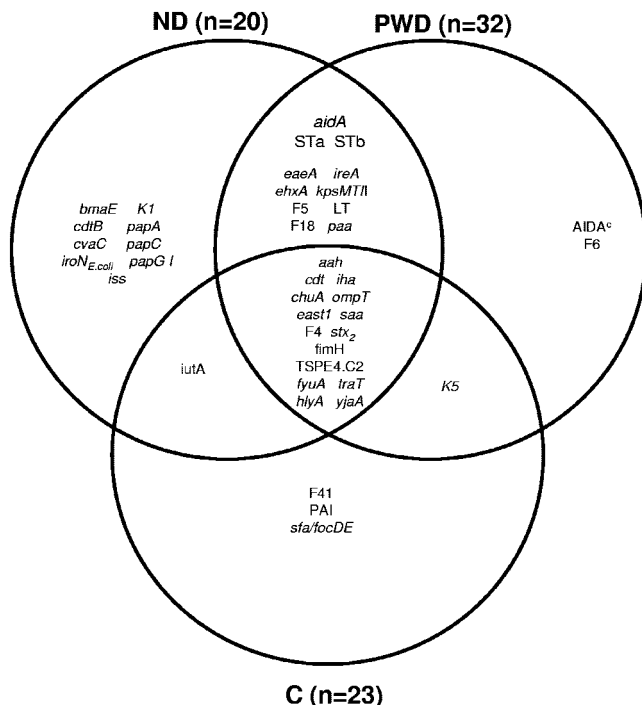 ND (n=20) PWD (n=32)
aidA
STa STb
eaeA ireA
ehxA kpsMTII
F5 LT
F18 paa
bmaE K1
cdtB papA
cvaC papC
iroN_E.coli papG I
iss
AIDAᶜ
F6
aah
cdt iha
chuA ompT
east1 saa
F4 stx₂
fimH
TSPE4.C2
fyuA traT
hlyA yjaA
iutA
K5
F41
PAI
sfa/focDE
C (n=23)